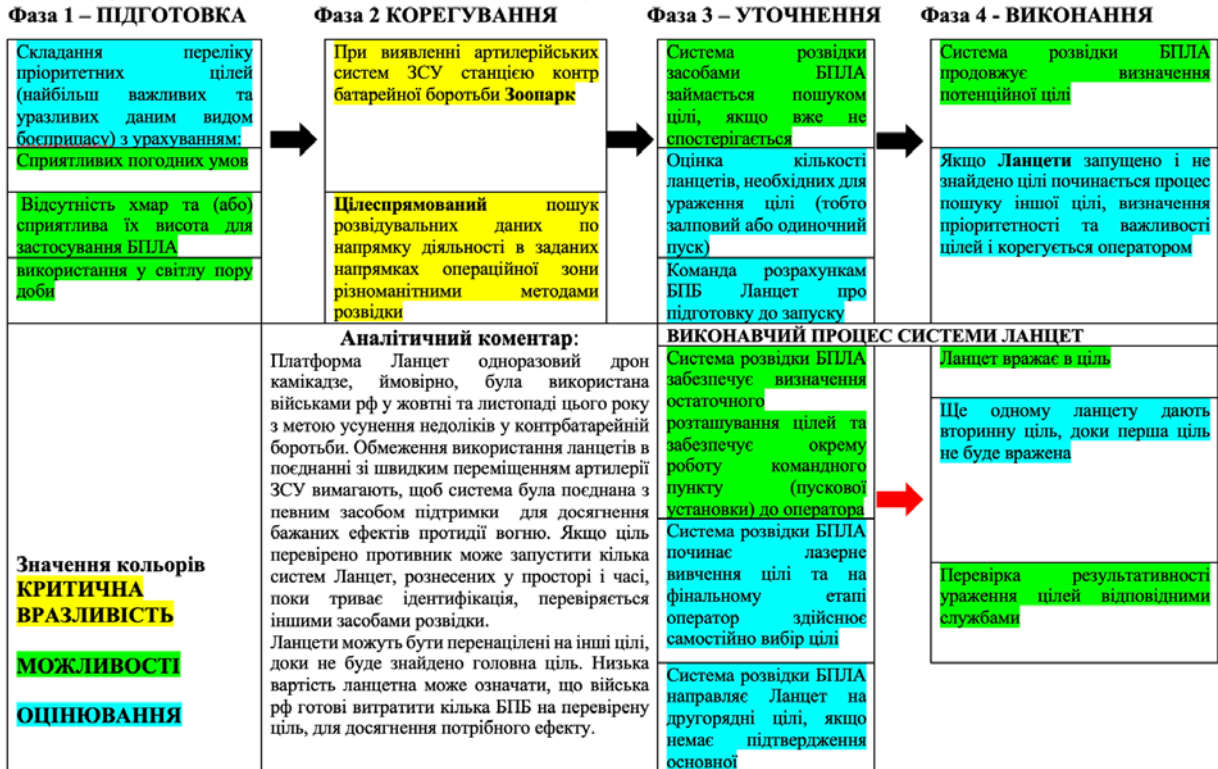 Фаза 1 – ПІДГОТОВКА
Складання переліку
пріоритетних цілей
(найбільш важливих та
уразливих даним видом
боєприпасу) з урахуванням:
Сприятливих погодних умов
Відсутність хмар та (або)
сприятлива їх висота для
застосування БПЛА
використання у світлу пору
доби
Фаза 2 КОРЕГУВАННЯ
При виявленні артилерійських
систем ЗСУ станцією контр
батарейної боротьби Зоопарк
Цілеспрямований пошук
розвідувальних даних по
напрямку діяльності в заданих
напрямках операційної зони
різноманітними методами
розвідки
Фаза 3 – УТОЧНЕННЯ
Система розвідки
засобами БПЛА
займається пошуком
цілі, якщо вже не
спостерігається
Оцінка кількості
ланцетів, необхідних для
ураження цілі (тобто
залповий або одиночний
пуск)
Команда розрахункам
БПБ Ланцет про
підготовку до запуску
Фаза 4 - ВИКОНАННЯ
Система розвідки БПЛА
продовжує визначення
потенційної цілі
Якщо Ланцети запущено і не
знайдено цілі починається процес
пошуку іншої цілі, визначення
пріоритетності та важливості
цілей і корегується оператором
Значення кольорів
КРИТИЧНА
ВРАЗЛИВІСТЬ
МОЖЛИВОСТІ
ОЦІНЮВАННЯ
Аналітичний коментар:
Платформа Ланцет одноразовий дрон
камікадзе, ймовірно, була використана
військами рф у жовтні та листопаді цього року
з метою усунення недоліків у контрбатарейній
боротьбі. Обмеження використання ланцетів в
поєднанні зі швидким переміщенням артилерії
ЗСУ вимагають, щоб система була поєднана з
певним засобом підтримки для досягнення
бажаних ефектів протидії вогню. Якщо ціль
перевірено противник може запустити кілька
систем Ланцет, рознесених у просторі і часі,
поки триває ідентифікація, перевіряється
іншими засобами розвідки.
Ланцети можуть бути перенацілені на інші цілі,
доки не буде знайдено головна ціль. Низька
вартість ланцетна може означати, що війська
рф готові витратити кілька БПБ на перевірену
ціль, для досягнення потрібного ефекту.
ВИКОНАВЧИЙ ПРОЦЕС СИСТЕМИ ЛАНЦЕТ
Система розвідки БПЛА
забезпечує визначення
остаточного
розташування цілей та
забезпечує окрему
роботу командного
пункту (пускової
установки) до оператора
Система розвідки БПЛА
починає лазерне
вивчення цілі та на
фінальному етапі
оператор здійснює
самостійно вибір цілі
Система розвідки БПЛА
направляє Ланцет на
другорядні цілі, якщо
немає підтвердження
основної
Ланцет вражає в ціль
Ще одному ланцету дають
вторинну ціль, доки перша ціль
не буде вражена
Перевірка результативності
ураження цілей відповідними
службами